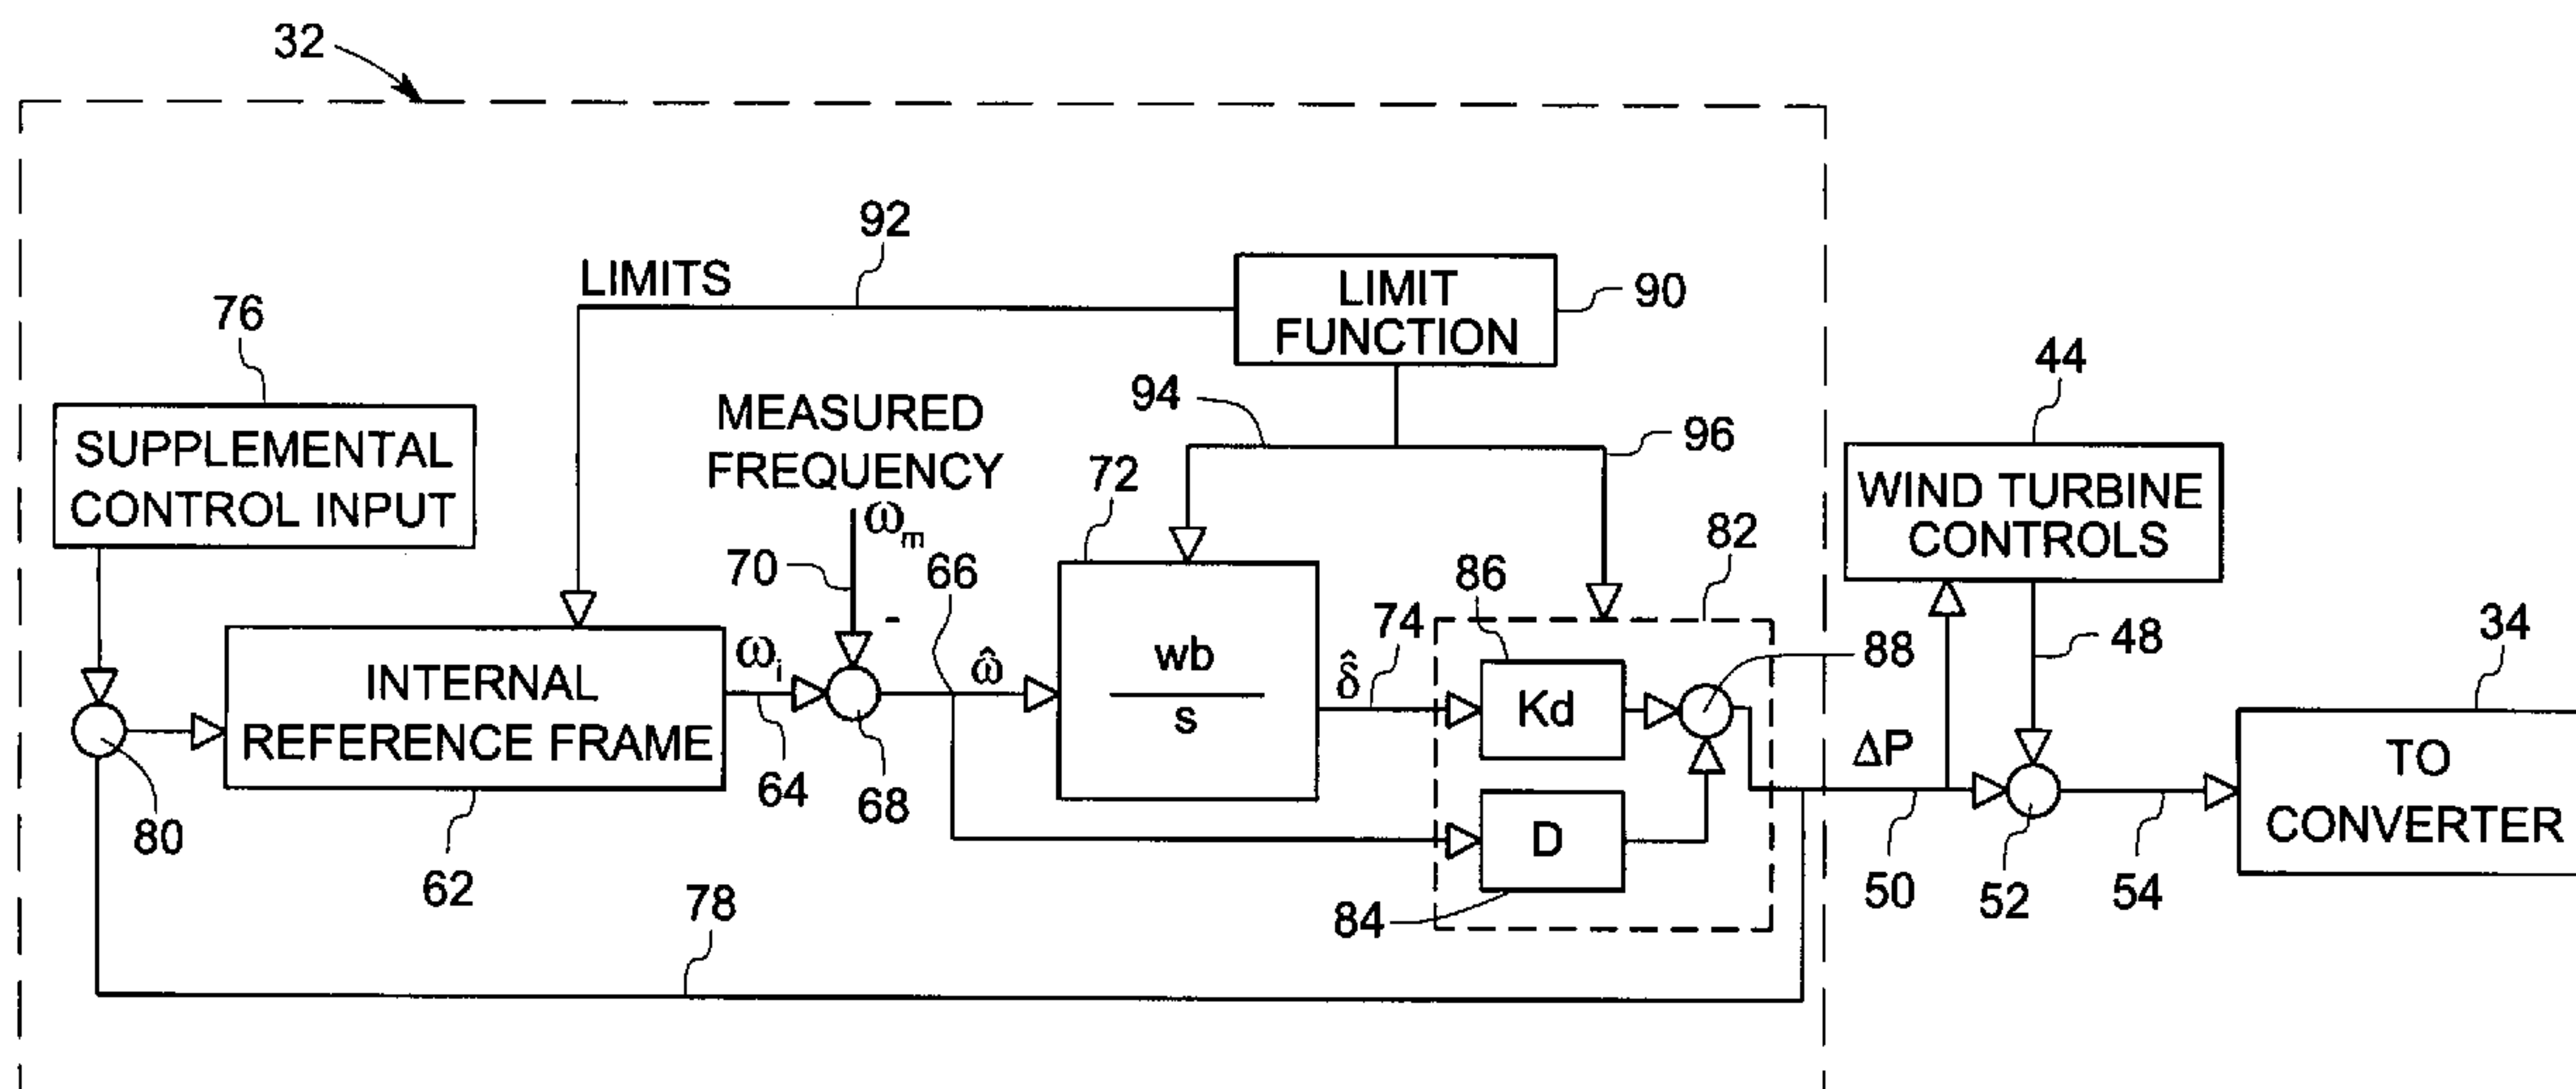 32
92
LIMITS
LIMIT
FUNCTION
90
76
44
SUPPLEMENTAL
CONTROL INPUT
MEASURED
FREQUENCY
ωm
94
96
72
WIND TURBINE
CONTROLS
70
-
66
86
82
74
88
48
34
INTERNAL
REFERENCE FRAME
ωi
ω̂
wb
s
δ̂
Kd
ΔP
TO
CONVERTER
80
64
68
D
62
78
84
50
52
54